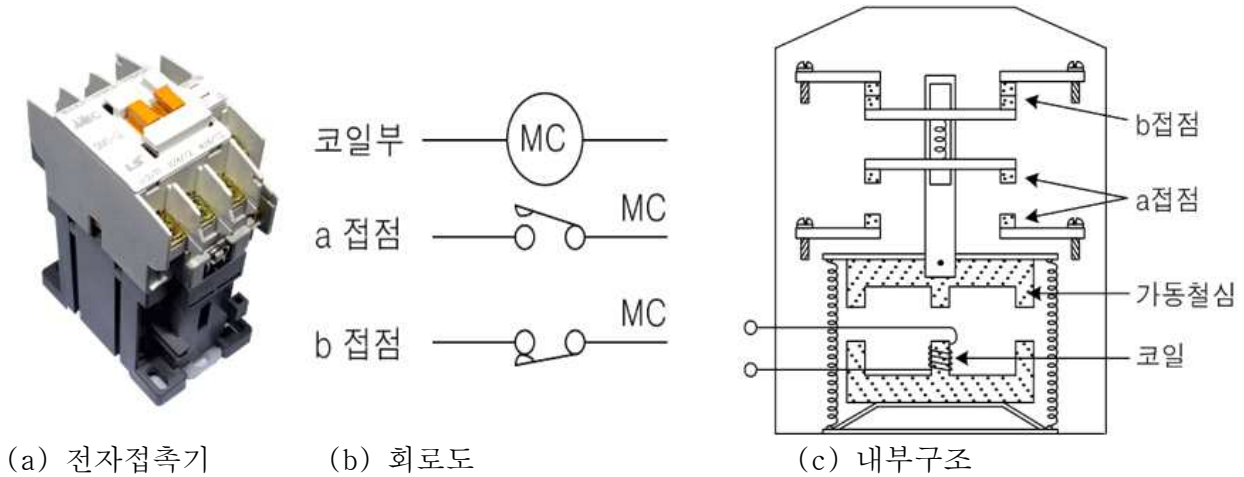 코일부
MC
a 접점
MC
b 접점
MC
b접점
a접점
가동철심
코일
(a) 전자접촉기
(b) 회로도
(c) 내부구조